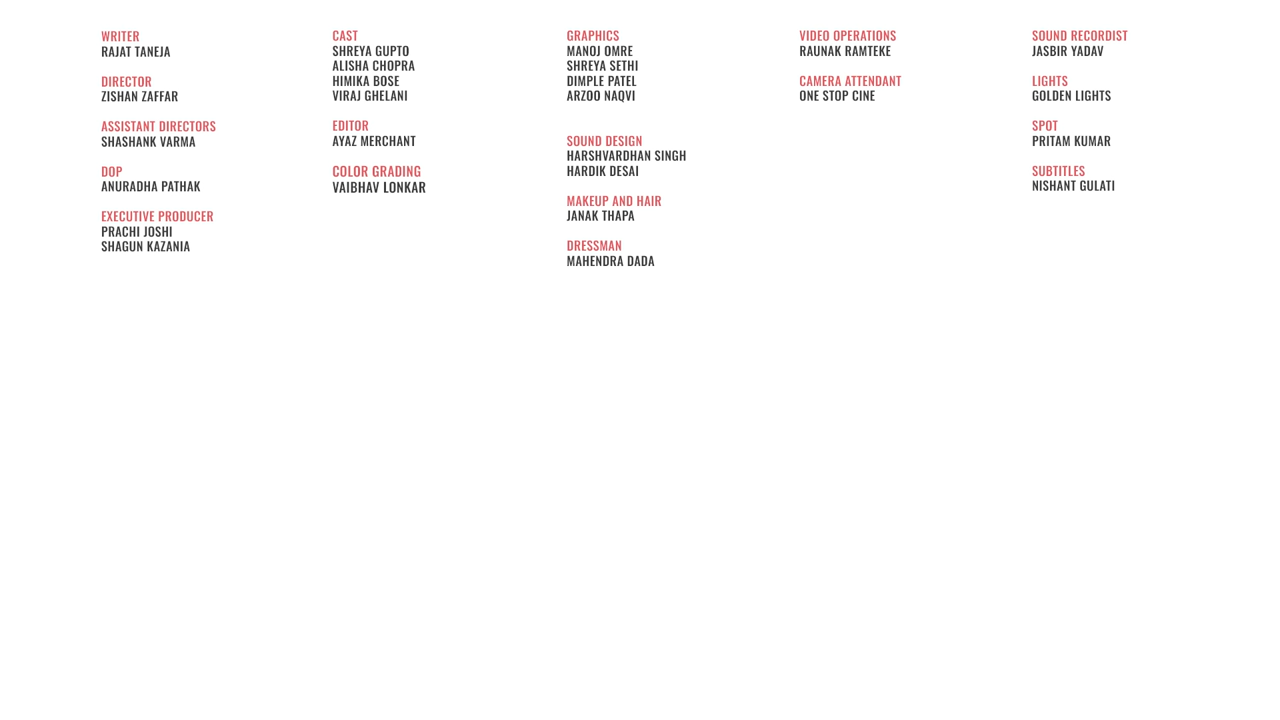 WRITER
RAJAT TANEJA
DIRECTOR
ZISHAN ZAFFAR
ASSISTANT DIRECTORS
SHASHANK VARMA
DOP
ANURADHA PATHAK
EXECUTIVE PRODUCER
PRACHI JOSHI
SHAGUN KAZANIA
CAST
SHREYA GUPTO
ALISHA CHOPRA
HIMIKA BOSE
VIRAJ GHELANI
EDITOR
AYAZ MERCHANT
COLOR GRADING
VAIBHAV LONKAR
GRAPHICS
MANOJ OMRE
SHREYA SETHI
DIMPLE PATEL
ARZOO NAQVI
SOUND DESIGN
HARSHVARDHAN SINGH
HARDIK DESAI
MAKEUP AND HAIR
JANAK THAPA
DRESSMAN
MAHENDRA DADA
VIDEO OPERATIONS
RAUNAK RAMTEKE
CAMERA ATTENDANT
ONE STOP CINE
SOUND RECORDIST
JASBIR YADAV
LIGHTS
GOLDEN LIGHTS
SPOT
PRITAM KUMAR
SUBTITLES
NISHANT GULATI